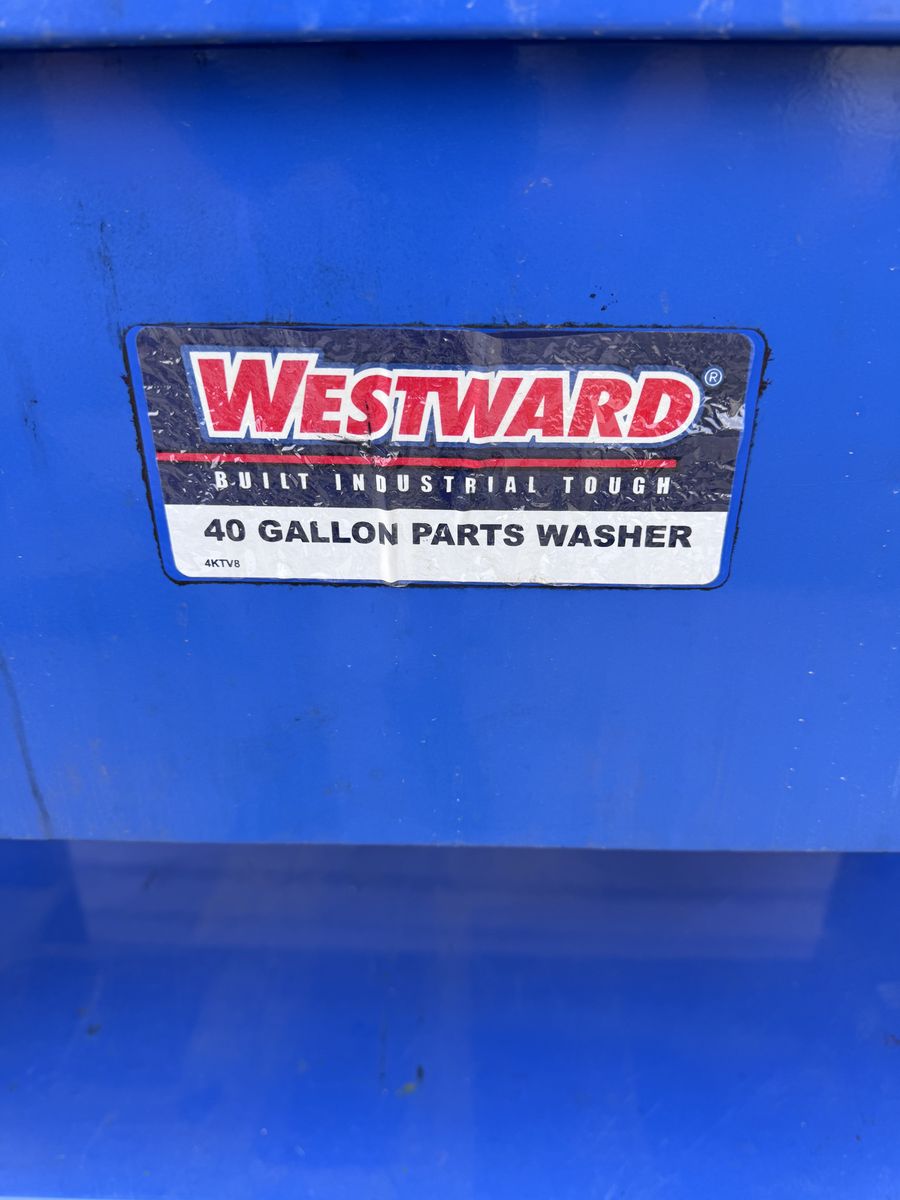 WESTWARD®
BUILT INDUSTRIAL TOUGH
40 GALLON PARTS WASHER
4KTV8